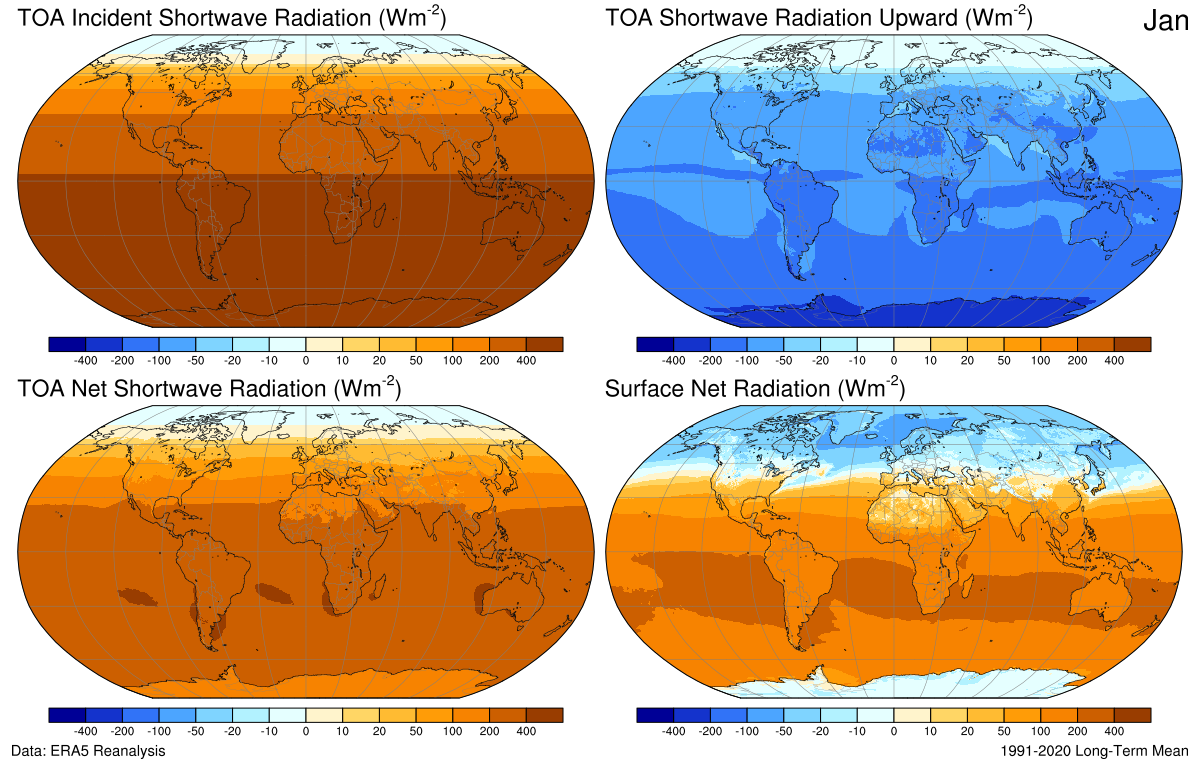 TOA Incident Shortwave Radiation (Wm-2)
TOA Shortwave Radiation Upward (Wm-2)
Jan
-400 -200 -100 -50 -20 -10 0 10 20 50 100 200 400
-400 -200 -100 -50 -20 -10 0 10 20 50 100 200 400
TOA Net Shortwave Radiation (Wm-2)
Surface Net Radiation (Wm-2)
-400 -200 -100 -50 -20 -10 0 10 20 50 100 200 400
-400 -200 -100 -50 -20 -10 0 10 20 50 100 200 400
Data: ERA5 Reanalysis
1991-2020 Long-Term Mean